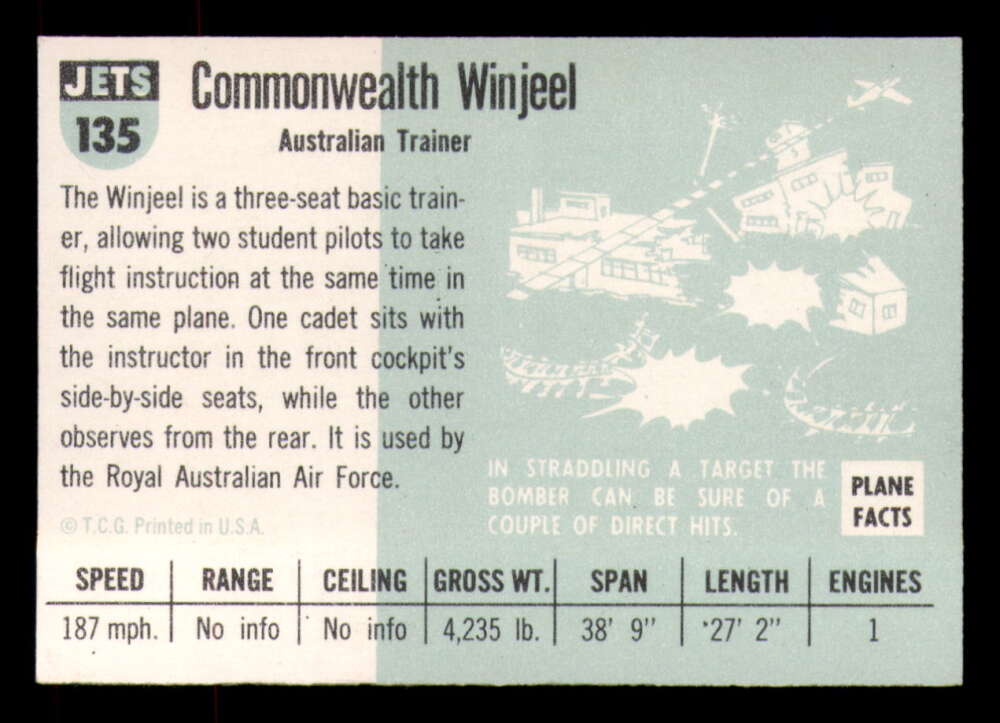 JETS
135
Commonwealth Winjeel
Australian Trainer
The Winjeel is a three-seat basic train-
er, allowing two student pilots to take
flight instruction at the same time in
the same plane. One cadet sits with
the instructor in the front cockpit's
side-by-side seats, while the other
observes from the rear. It is used by
the Royal Australian Air Force.
© T.C.G. Printed in U.S.A.
IN STRADDLING A TARGET THE
BOMBER CAN BE SURE OF A
COUPLE OF DIRECT HITS.
PLANE
FACTS
SPEED RANGE CEILING GROSS WT. SPAN LENGTH ENGINES
187 mph. No info No info 4,235 lb. 38' 9" 27' 2" 1